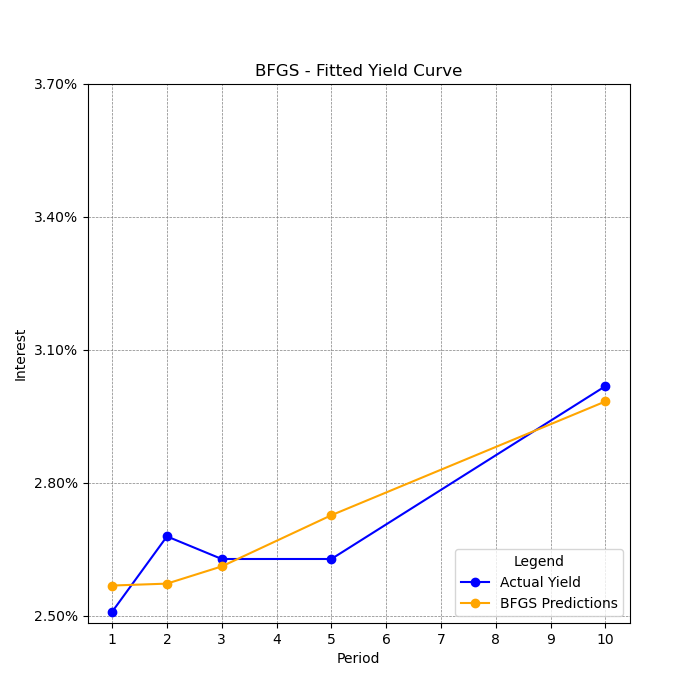 BFGS - Fitted Yield Curve
3.70%
3.40%
3.10%
2.80%
2.50%
Interest
Legend
Actual Yield
BFGS Predictions
1 2 3 4 5 6 7 8 9 10
Period